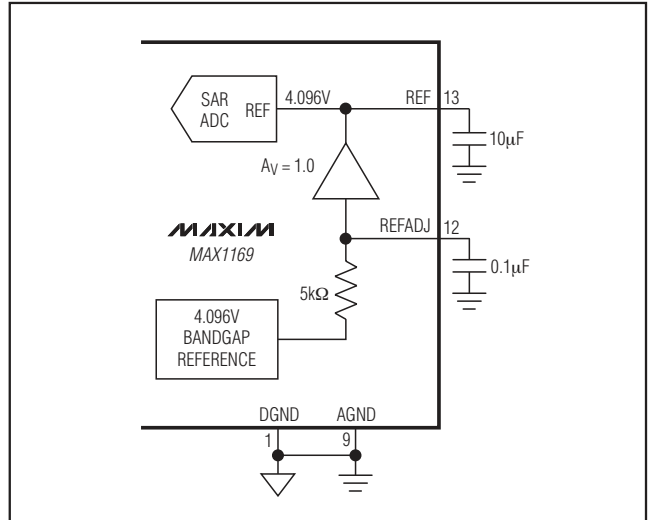 SAR
ADC
REF
4.096V
REF
13
10µF
AV = 1.0
MAXIM
MAX1169
REFADJ
12
0.1µF
5kΩ
4.096V
BANDGAP
REFERENCE
DGND
AGND
1
9